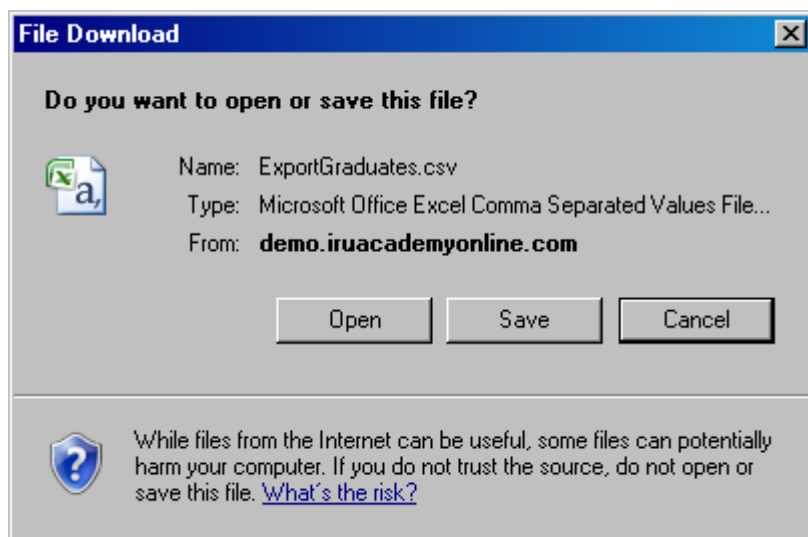 File Download
Do you want to open or save this file?
Name: ExportGraduates.csv
Type: Microsoft Office Excel Comma Separated Values File...
From: demo.iruacademyonline.com
Open Save Cancel
While files from the Internet can be useful, some files can potentially
harm your computer. If you do not trust the source, do not open or
save this file. What's the risk?